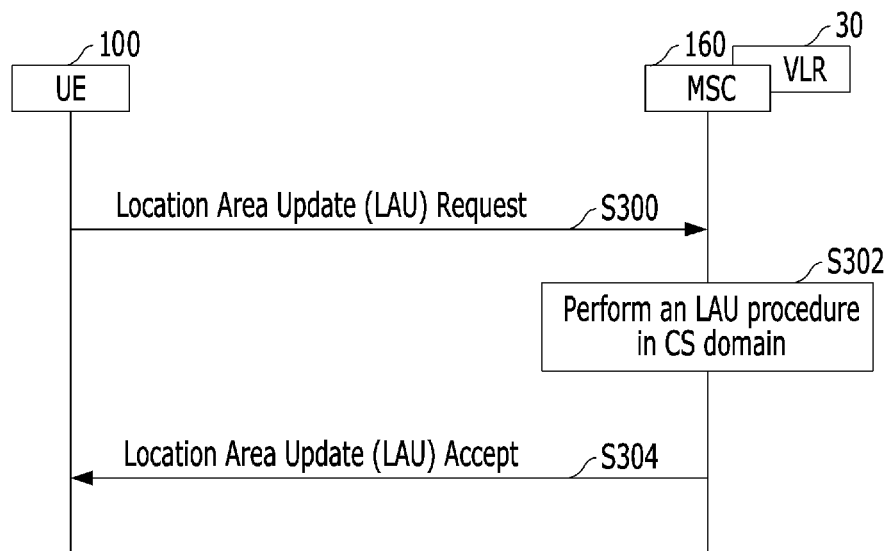 100
UE
160
30
MSC
VLR
Location Area Update (LAU) Request
S300
S302
Perform an LAU procedure
in CS domain
Location Area Update (LAU) Accept
S304